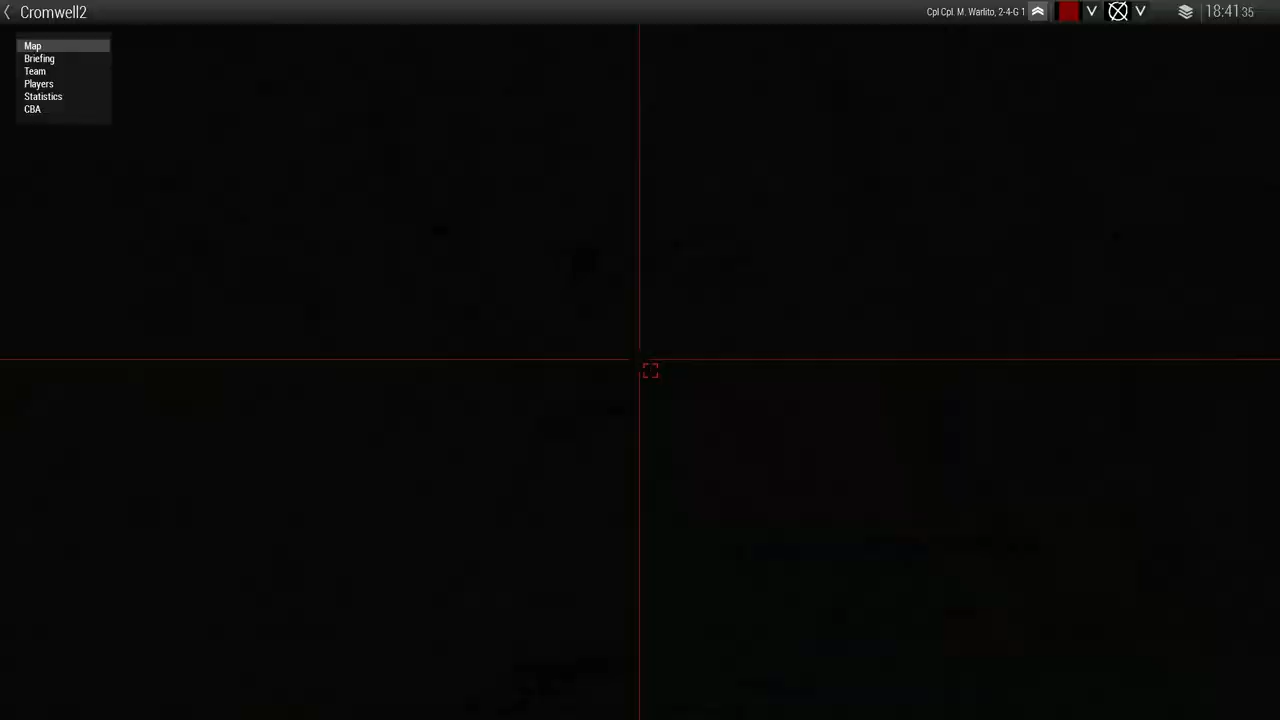 Cromwell2
Cpl Cpl. M. Warlito, 2-4-G 1
18:41 35
Map
Briefing
Team
Players
Statistics
CBA